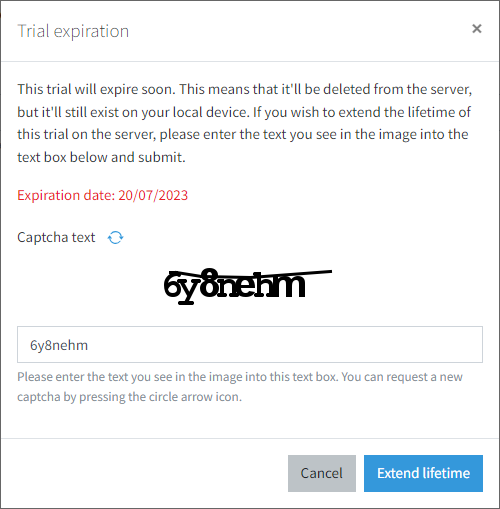 Trial expiration ×
This trial will expire soon. This means that it'll be deleted from the server,
but it'll still exist on your local device. If you wish to extend the lifetime of
this trial on the server, please enter the text you see in the image into the
text box below and submit.
Expiration date: 20/07/2023
Captcha text
6y8nehm
6y8nehm
Please enter the text you see in the image into this text box. You can request a new
captcha by pressing the circle arrow icon.
Cancel Extend lifetime